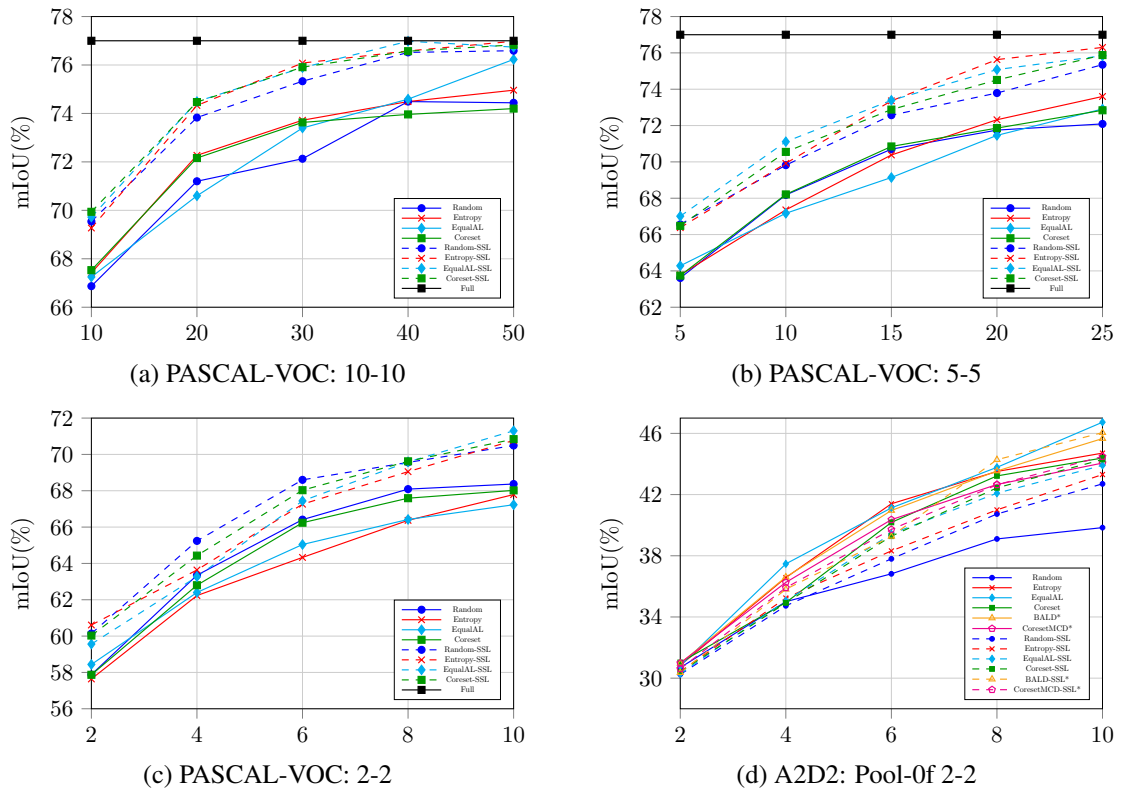 78
76
74
72
70
68
66
mIoU(%)
10 20 30 40 50
Random
Entropy
EqualAL
Coreset
Random-SSL
Entropy-SSL
EqualAL-SSL
Coreset-SSL
Full
(a) PASCAL-VOC: 10-10
78
76
74
72
70
68
66
64
62
mIoU(%)
5 10 15 20 25
Random
Entropy
EqualAL
Coreset
Random-SSL
Entropy-SSL
EqualAL-SSL
Coreset-SSL
Full
(b) PASCAL-VOC: 5-5
72
70
68
66
64
62
60
58
56
mIoU(%)
2 4 6 8 10
Random
Entropy
EqualAL
Coreset
Random-SSL
Entropy-SSL
EqualAL-SSL
Coreset-SSL
Full
(c) PASCAL-VOC: 2-2
46
42
38
34
30
mIoU(%)
2 4 6 8 10
Random
Entropy
EqualAL
Coreset
BALD*
CoresetMCD*
Random-SSL
Entropy-SSL
EqualAL-SSL
Coreset-SSL
BALD-SSL*
CoresetMCD-SSL*
(d) A2D2: Pool-0f 2-2